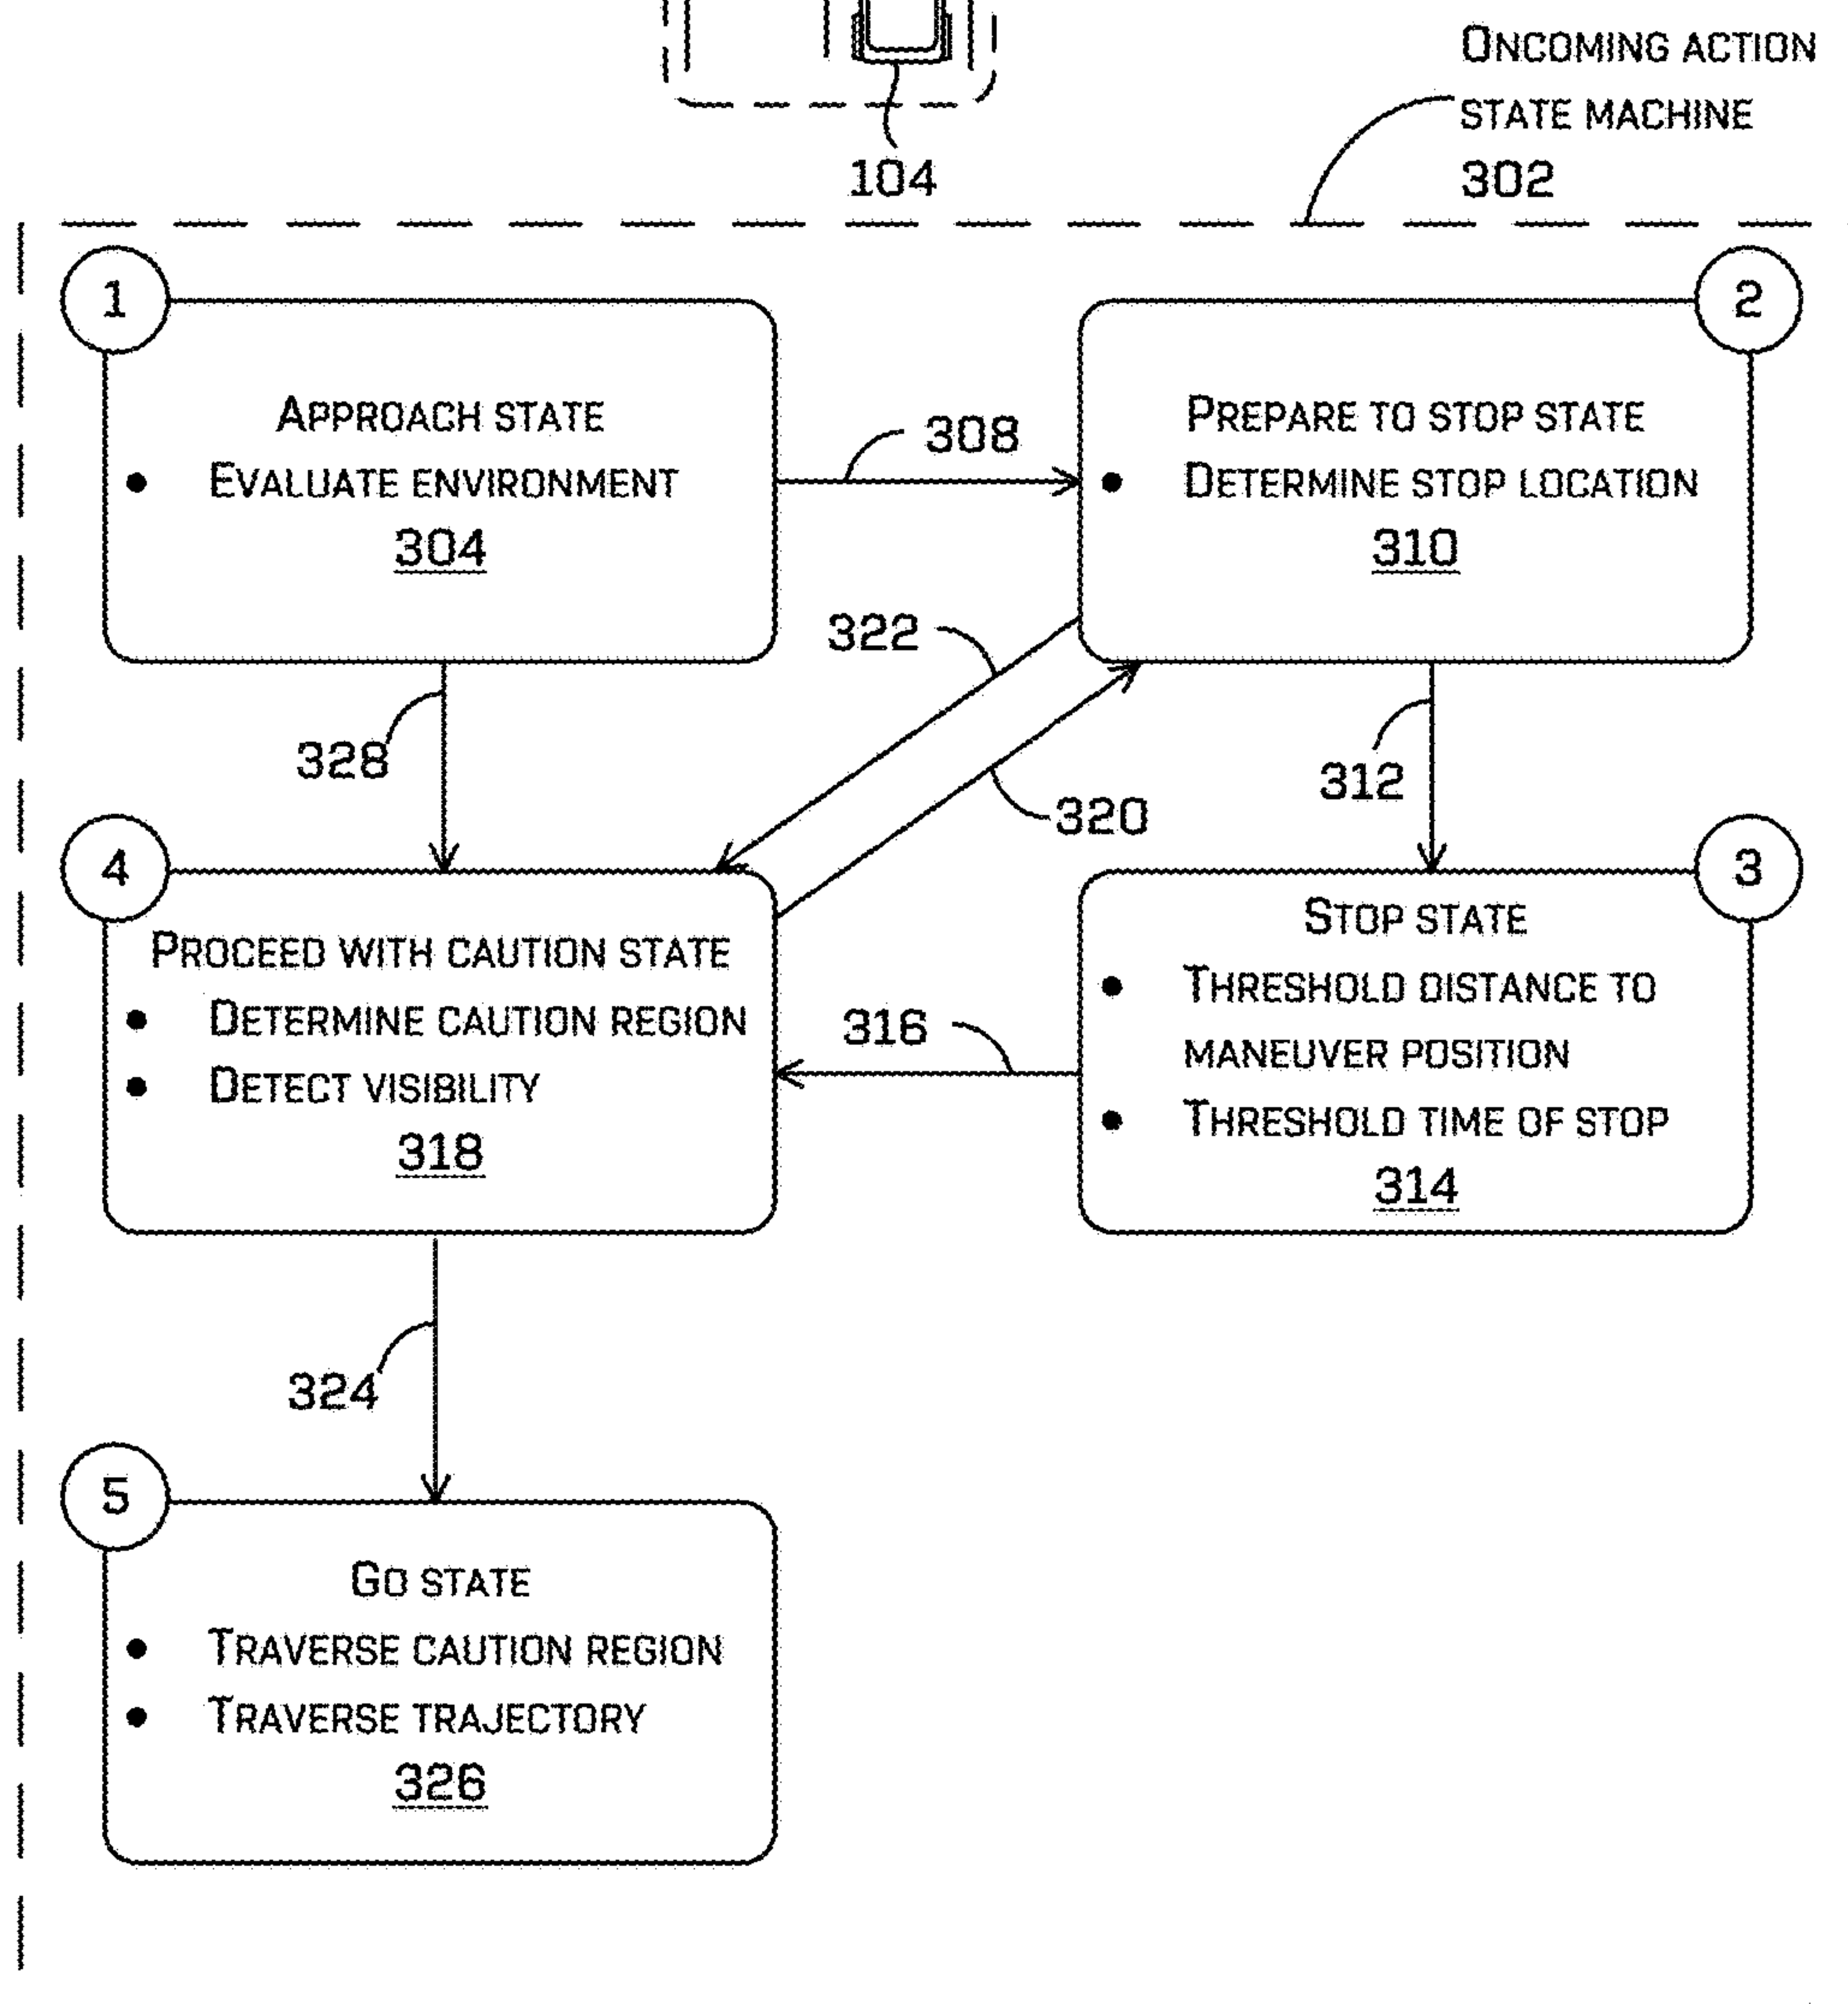 ONCOMING ACTION
STATE MACHINE
302
104
1
APPROACH STATE
• EVALUATE ENVIRONMENT
304
308
2
PREPARE TO STOP STATE
• DETERMINE STOP LOCATION
310
322
328
320
312
4
PROCEED WITH CAUTION STATE
• DETERMINE CAUTION REGION
• DETECT VISIBILITY
318
316
3
STOP STATE
• THRESHOLD DISTANCE TO
MANEUVER POSITION
• THRESHOLD TIME OF STOP
314
324
5
GO STATE
• TRAVERSE CAUTION REGION
• TRAVERSE TRAJECTORY
326